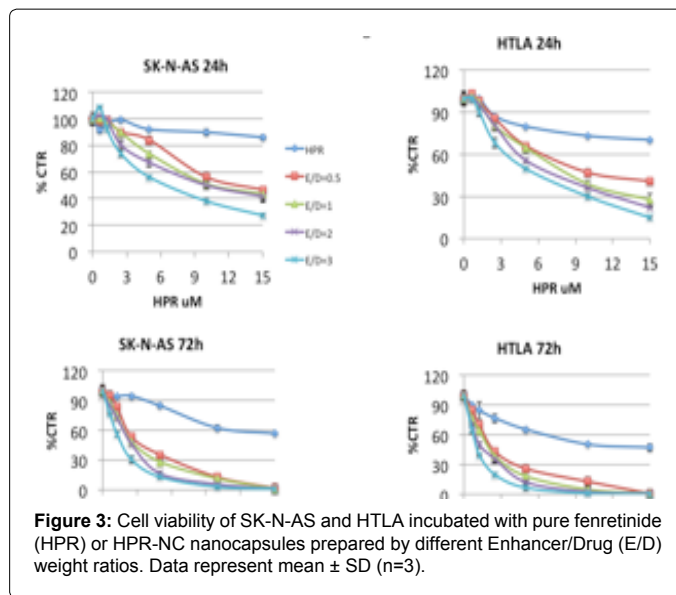 SK-N-AS 24h
% CTR
120
100
80
60
40
20
0
0 3 6 9 12 15
HPR uM
HPR
E/D=0.5
E/D=1
E/D=2
E/D=3
HTLA 24h
%CTR
120
90
60
30
0
0 3 6 9 12 15
SK-N-AS 72h
%CTR
120
90
60
30
0
HTLA 72h
%CTR
120
90
60
30
0
Figure 3: Cell viability of SK-N-AS and HTLA incubated with pure fenretinide
(HPR) or HPR-NC nanocapsules prepared by different Enhancer/Drug (E/D)
weight ratios. Data represent mean ± SD (n=3).